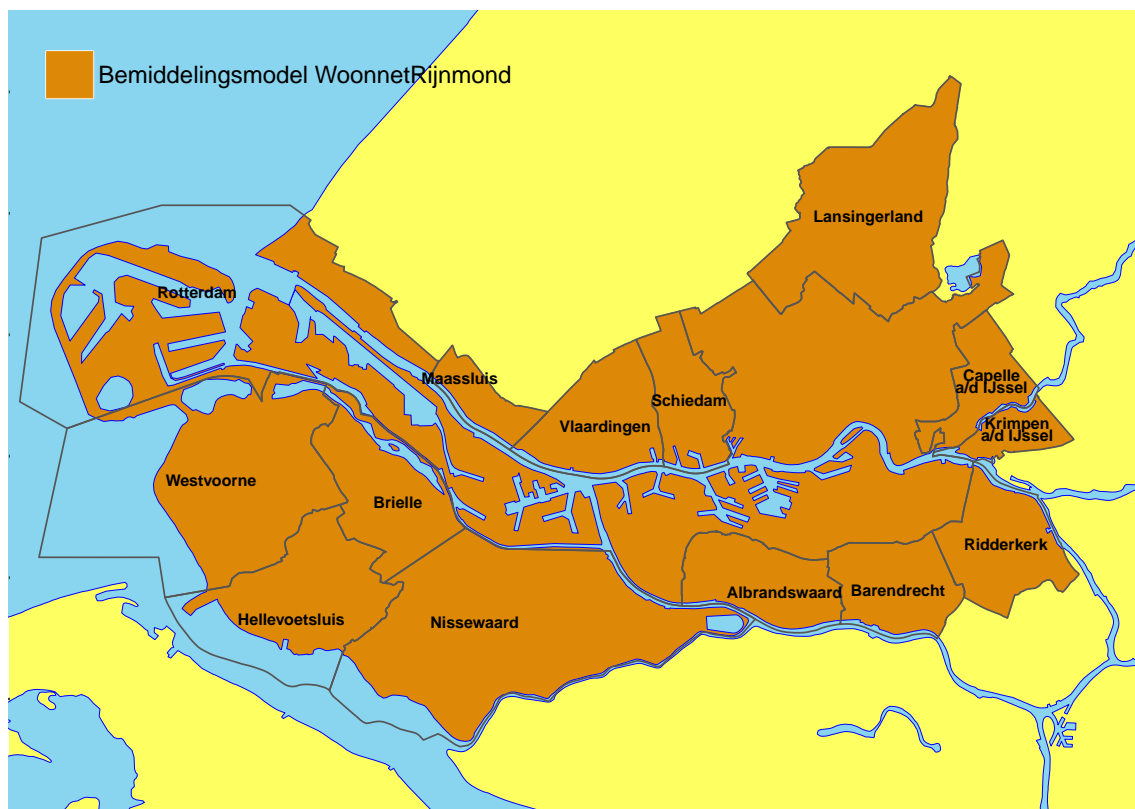 Bemiddelingsmodel WoonnetRijnmond
Lansingerland
Rotterdam
Maassluis
Capelle
a/d IJssel
Schiedam
Vlaardingen
Krimpen
a/d IJssel
Westvoorne
Brielle
Ridderkerk
Albrandswaard
Barendrecht
Hellevoetsluis
Nissewaard